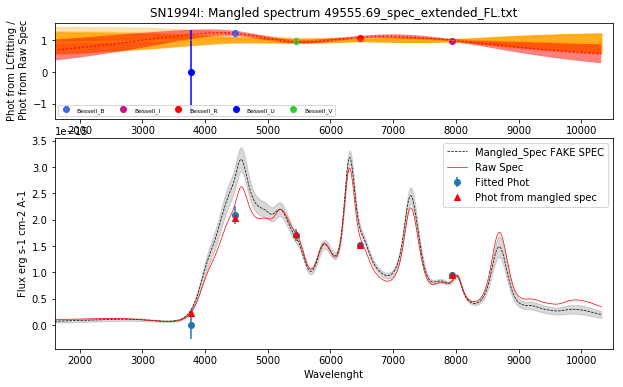 SN1994I: Mangled spectrum 49555.69_spec_extended_FL.txt
Phot from LCfitting /
Phot from Raw Spec
1
0
−1
Bessell_B
Bessell_I
Bessell_R
Bessell_U
Bessell_V
2000 3000 4000 5000 6000 7000 8000 9000 10000
Flux erg s-1 cm-2 A-1
3.5
3.0
2.5
2.0
1.5
1.0
0.5
0.0
Mangled_Spec FAKE SPEC
Raw Spec
Fitted Phot
Phot from mangled spec
2000 3000 4000 5000 6000 7000 8000 9000 10000
Wavelenght